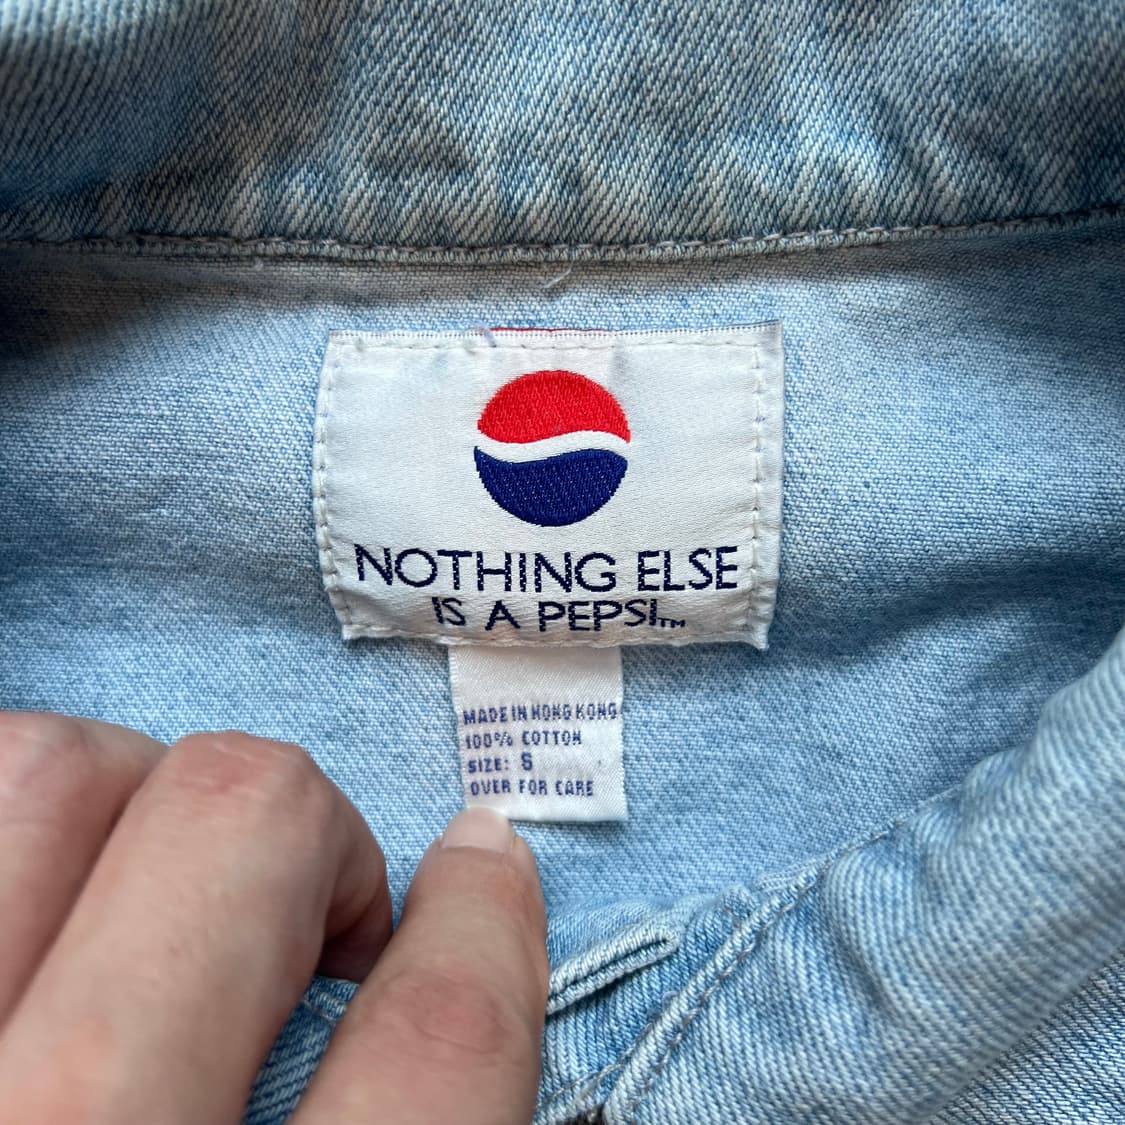 NOTHING ELSE
IS A PEPSI™
MADE IN HONG KONG
100% COTTON
SIZE: S
OVER FOR CARE